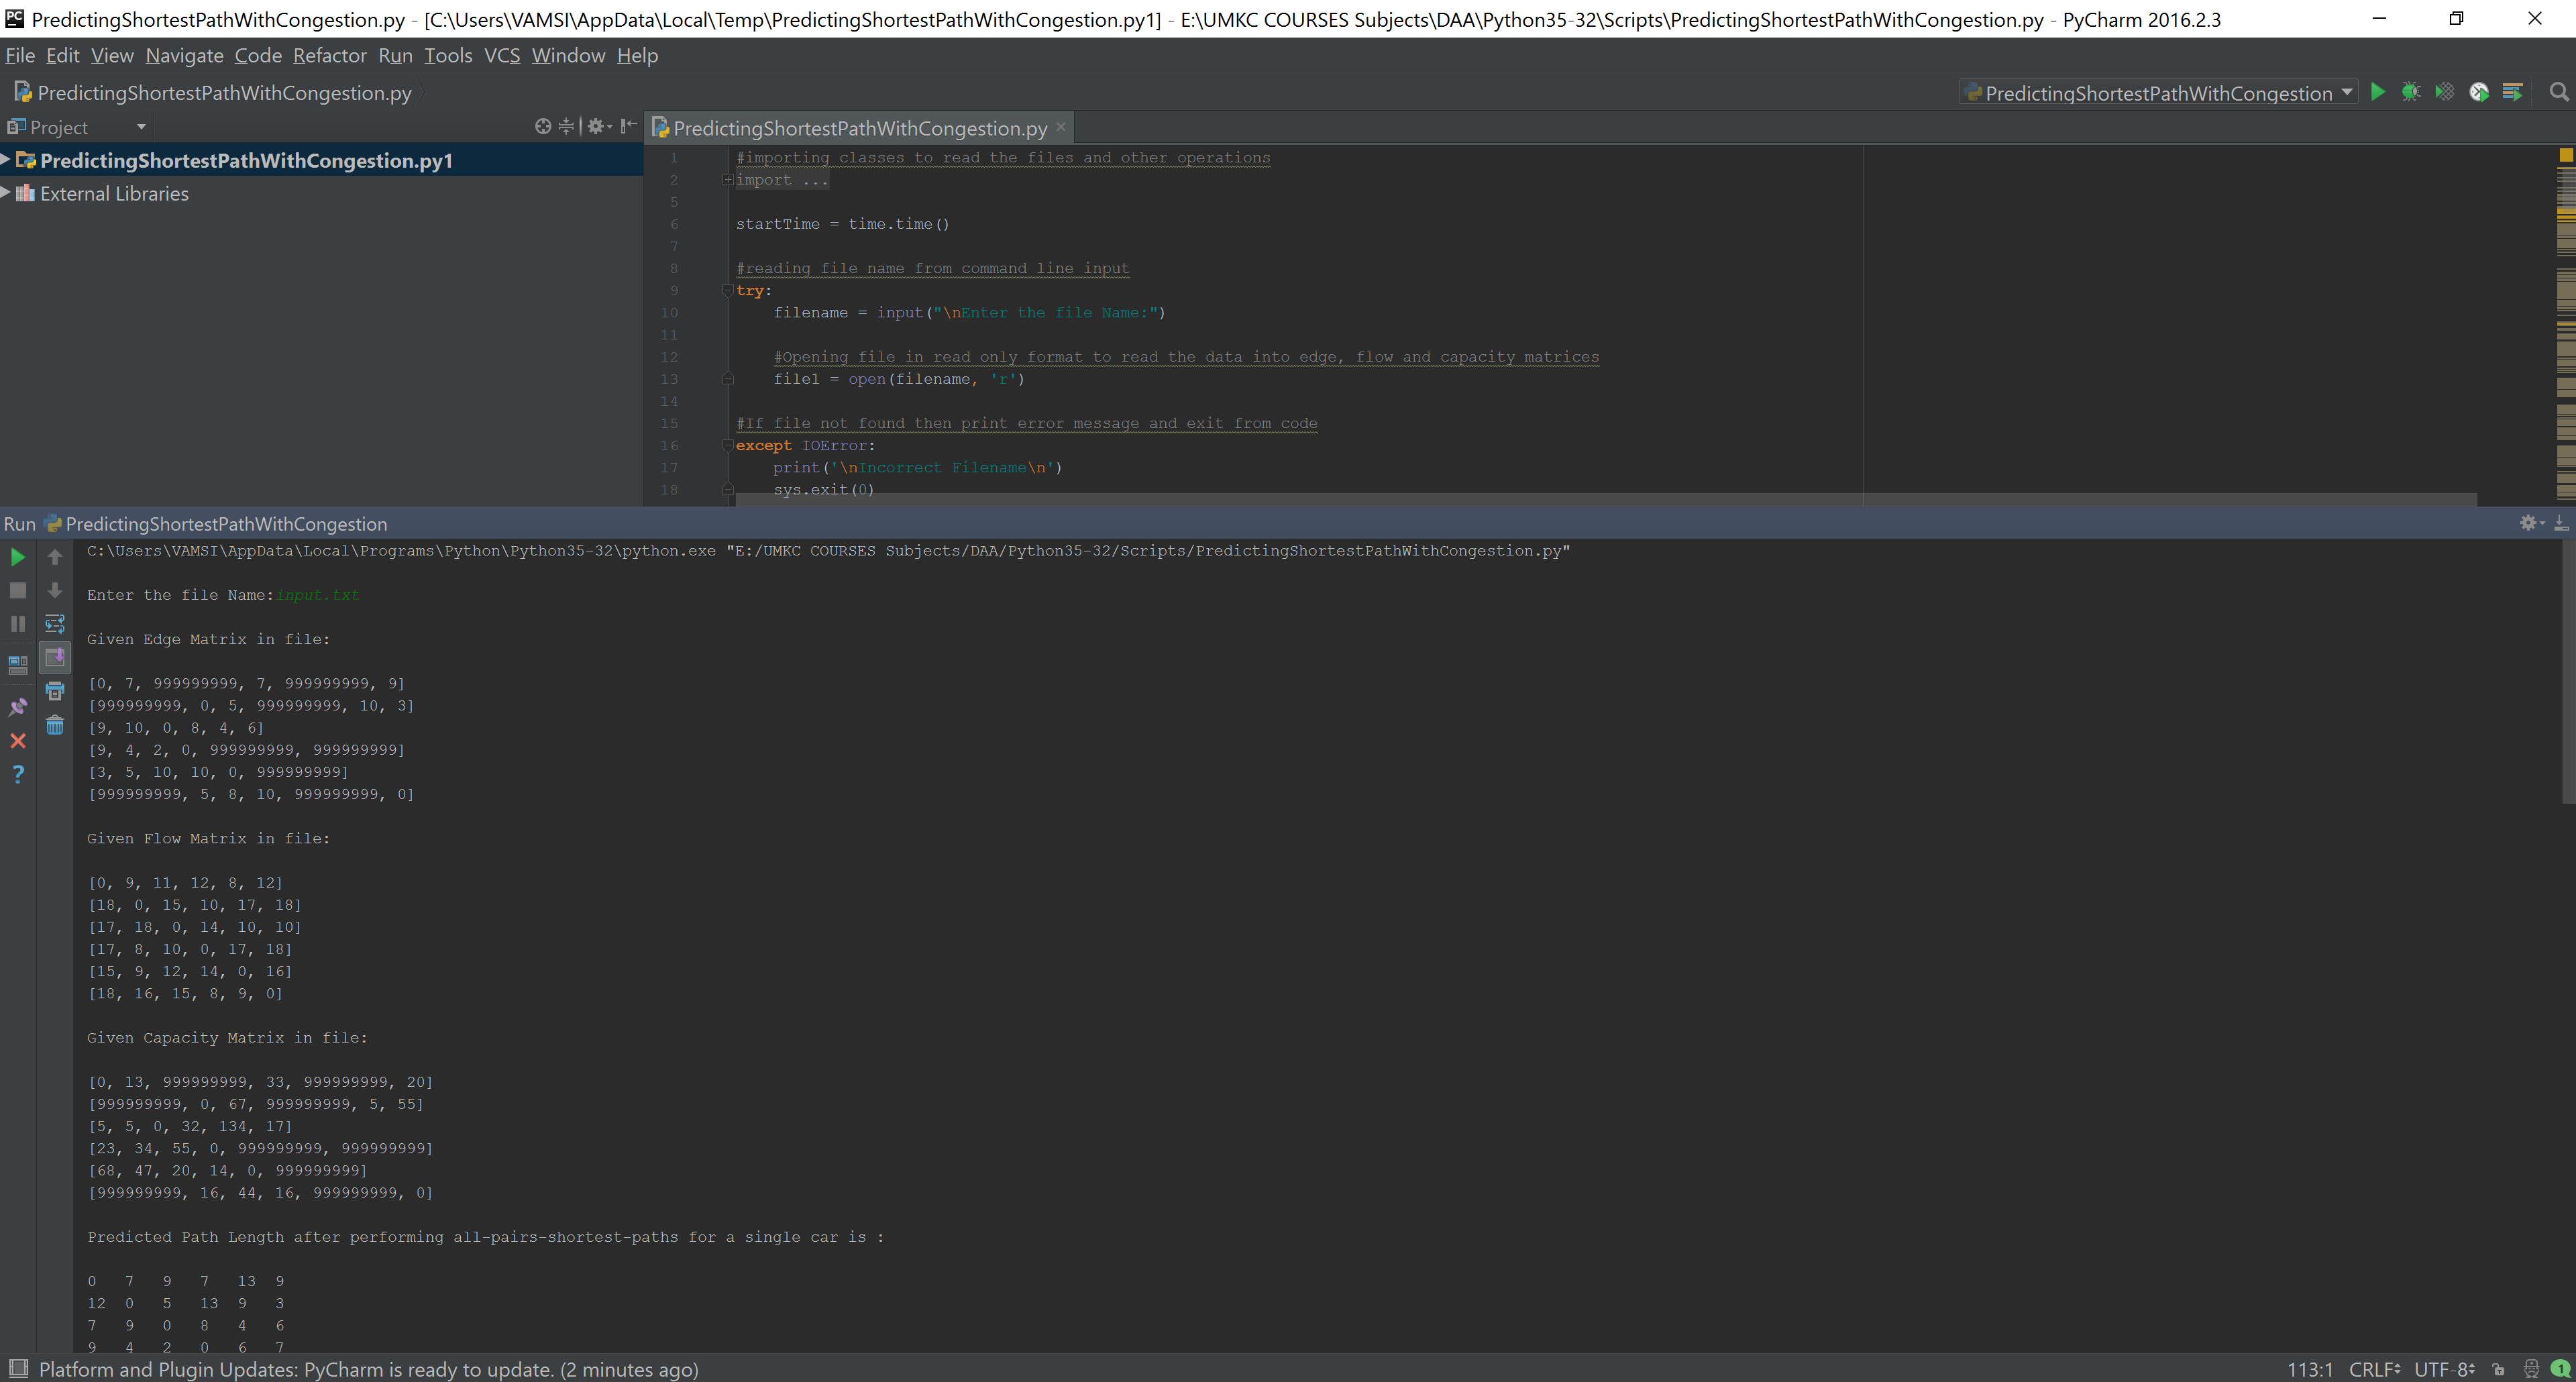 PC PredictingShortestPathWithCongestion.py - [C:\Users\VAMSI\AppData\Local\Temp\PredictingShortestPathWithCongestion.py1] - E:\UMKC COURSES Subjects\DAA\Python35-32\Scripts\PredictingShortestPathWithCongestion.py - PyCharm 2016.2.3
File Edit View Navigate Code Refactor Run Tools VCS Window Help
PredictingShortestPathWithCongestion.py
PredictingShortestPathWithCongestion
Project
PredictingShortestPathWithCongestion.py
PredictingShortestPathWithCongestion.py1
External Libraries
1 #importing classes to read the files and other operations
2 import ...
5
6 startTime = time.time()
7
8 #reading file name from command line input
9 try:
10 filename = input("\nEnter the file Name:")
11
12 #Opening file in read only format to read the data into edge, flow and capacity matrices
13 file1 = open(filename, 'r')
14
15 #If file not found then print error message and exit from code
16 except IOError:
17 print('\nIncorrect Filename\n')
18 sys.exit(0)
Run PredictingShortestPathWithCongestion
C:\Users\VAMSI\AppData\Local\Programs\Python\Python35-32\python.exe "E:/UMKC COURSES Subjects/DAA/Python35-32/Scripts/PredictingShortestPathWithCongestion.py"
Enter the file Name:input.txt
Given Edge Matrix in file:
[0, 7, 999999999, 7, 999999999, 9]
[999999999, 0, 5, 999999999, 10, 3]
[9, 10, 0, 8, 4, 6]
[9, 4, 2, 0, 999999999, 999999999]
[3, 5, 10, 10, 0, 999999999]
[999999999, 5, 8, 10, 999999999, 0]
Given Flow Matrix in file:
[0, 9, 11, 12, 8, 12]
[18, 0, 15, 10, 17, 18]
[17, 18, 0, 14, 10, 10]
[17, 8, 10, 0, 17, 18]
[15, 9, 12, 14, 0, 16]
[18, 16, 15, 8, 9, 0]
Given Capacity Matrix in file:
[0, 13, 999999999, 33, 999999999, 20]
[999999999, 0, 67, 999999999, 5, 55]
[5, 5, 0, 32, 134, 17]
[23, 34, 55, 0, 999999999, 999999999]
[68, 47, 20, 14, 0, 999999999]
[999999999, 16, 44, 16, 999999999, 0]
Predicted Path Length after performing all-pairs-shortest-paths for a single car is :
0 7 9 7 13 9
12 0 5 13 9 3
7 9 0 8 4 6
9 4 2 0 6 7
Platform and Plugin Updates: PyCharm is ready to update. (2 minutes ago)
113:1 CRLF UTF-8 1